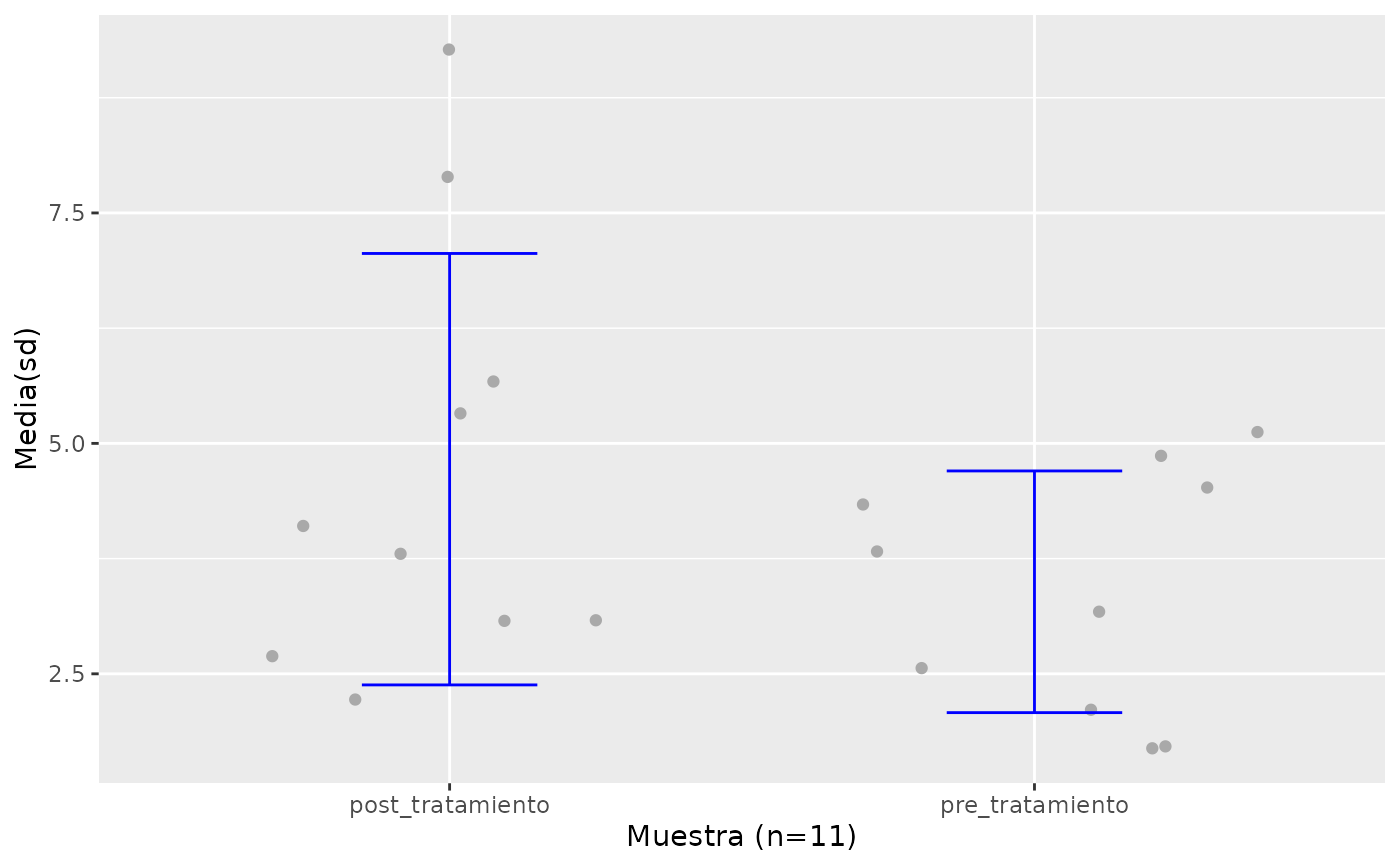 Media(sd)
7.5
5.0
2.5
post_tratamiento
pre_tratamiento
Muestra (n=11)